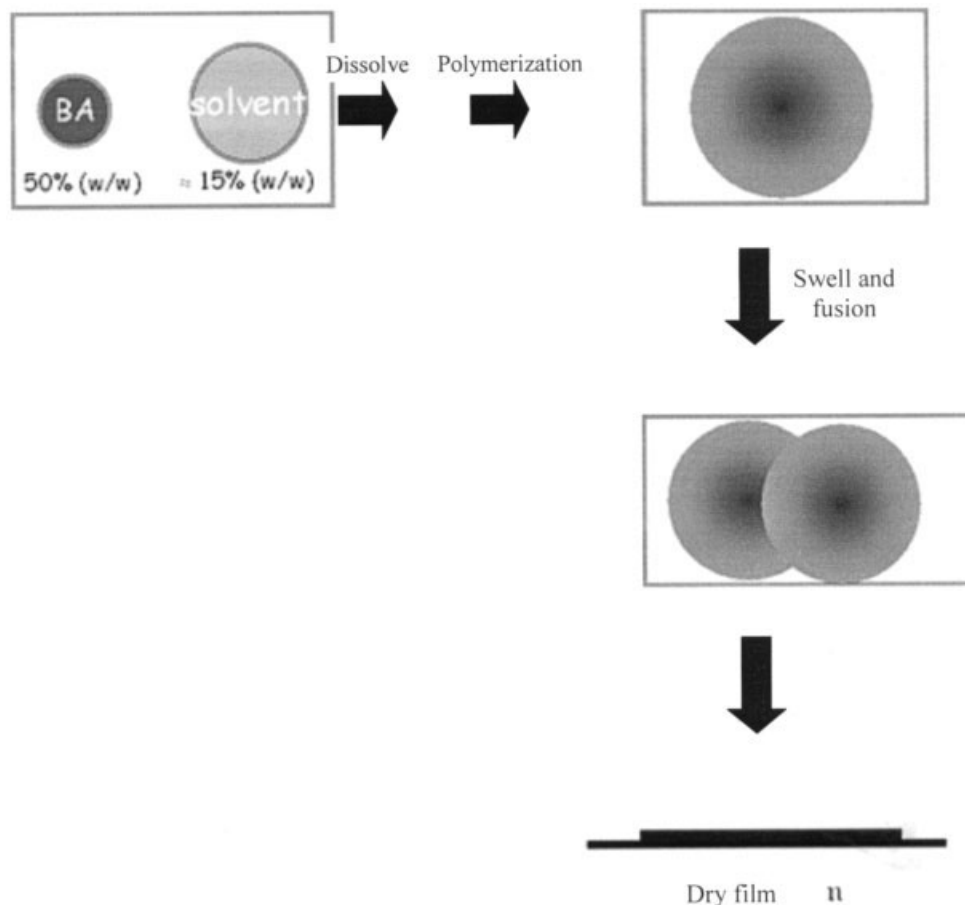 BA
solvent
50% (w/w)
≈ 15% (w/w)
Dissolve
Polymerization
Swell and
fusion
Dry film n